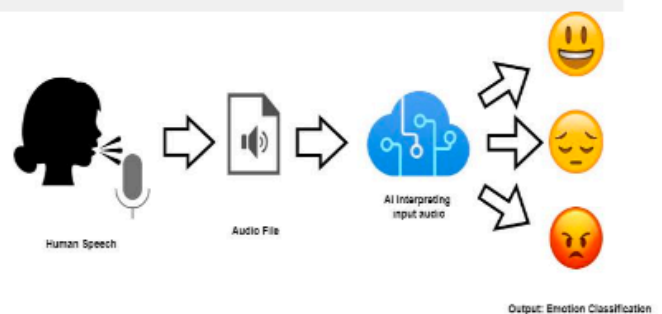 Human Speech
Audio File
AI Interpreting
input audio
Output: Emotion Classification